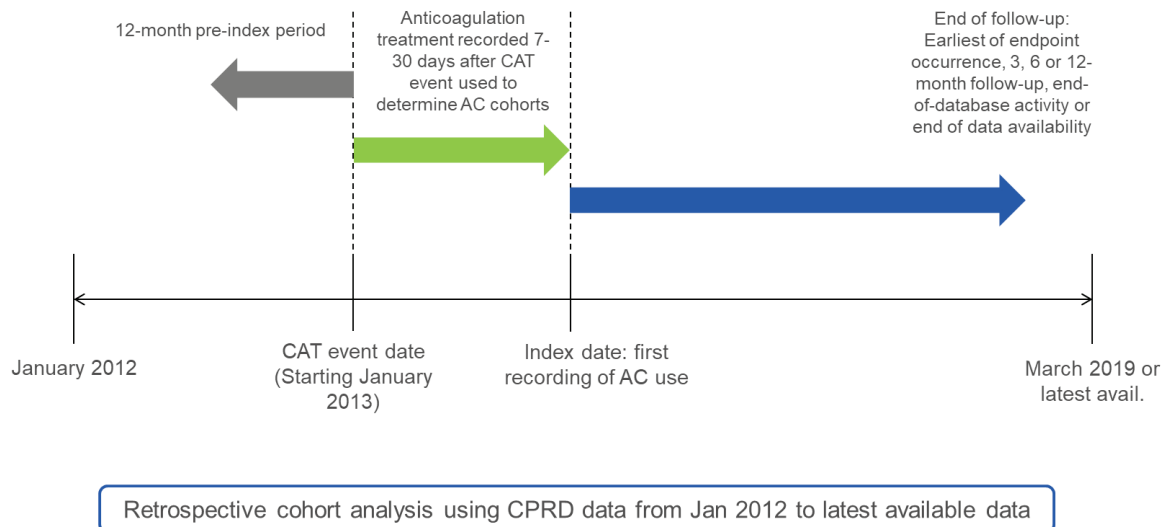 12-month pre-index period
Anticoagulation
treatment recorded 7-
30 days after CAT
event used to
determine AC cohorts
End of follow-up:
Earliest of endpoint
occurrence, 3, 6 or 12-
month follow-up, end-
of-database activity or
end of data availability
January 2012
CAT event date
(Starting January
2013)
Index date: first
recording of AC use
March 2019 or
latest avail.
Retrospective cohort analysis using CPRD data from Jan 2012 to latest available data